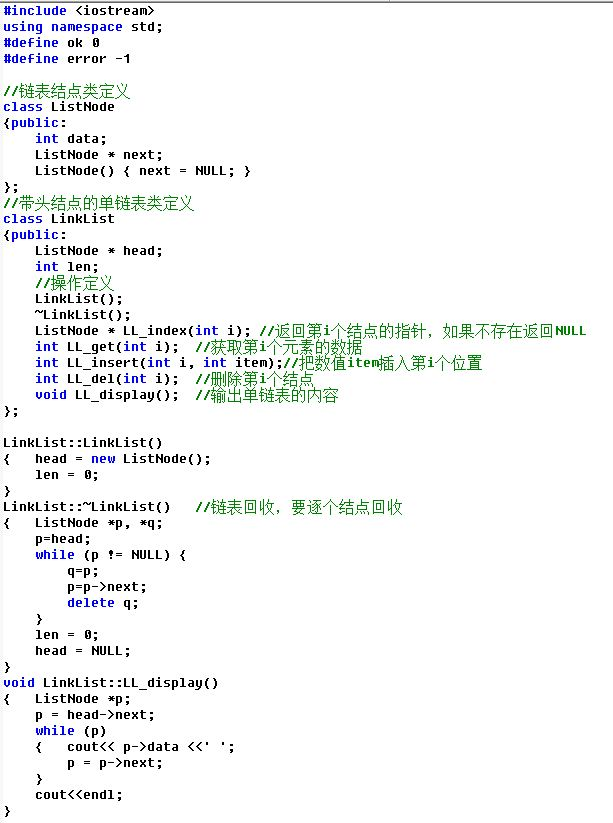 #include <iostream>
using namespace std;
#define ok 0
#define error -1

//链表结点类定义
class ListNode
{public:
    int data;
    ListNode * next;
    ListNode() { next = NULL; }
};
//带头结点的单链表类定义
class LinkList
{public:
    ListNode * head;
    int len;
    //操作定义
    LinkList();
    ~LinkList();
    ListNode * LL_index(int i); //返回第i个结点的指针，如果不存在返回NULL
    int LL_get(int i);  //获取第i个元素的数据
    int LL_insert(int i, int item);//把数值item插入第i个位置
    int LL_del(int i);  //删除第i个结点
    void LL_display();  //输出单链表的内容
};

LinkList::LinkList()
{   head = new ListNode();
    len = 0;
}
LinkList::~LinkList()   //链表回收，要逐个结点回收
{   ListNode *p, *q;
    p=head;
    while (p != NULL) {
        q=p;
        p=p->next;
        delete q;
    }
    len = 0;
    head = NULL;
}
void LinkList::LL_display()
{   ListNode *p;
    p = head->next;
    while (p)
    {   cout<< p->data <<' ';
        p = p->next;
    }
    cout<<endl;
}